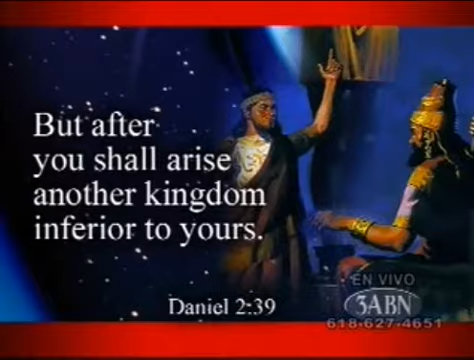 But after
you shall arise
another kingdom
inferior to yours.
Daniel 2:39
EN VIVO
3ABN
618-627-4651